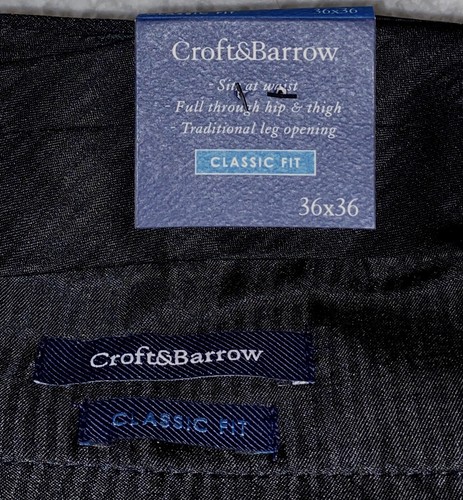 36x36
Croft&Barrow
- Sits at waist
- Full through hip & thigh
- Traditional leg opening
CLASSIC FIT
36x36
Croft&Barrow
CLASSIC FIT